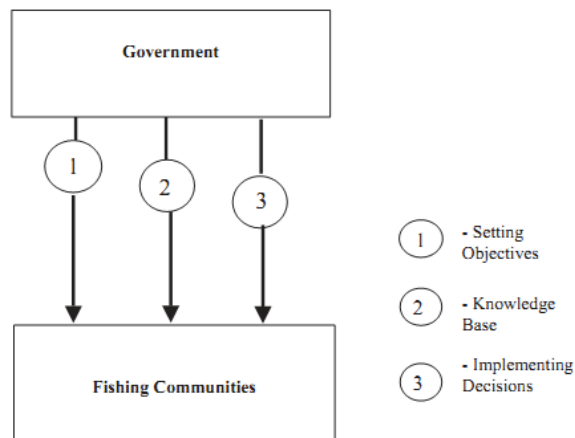 Government
1
2
3
Fishing Communities
1 - Setting
Objectives
2 - Knowledge
Base
3 - Implementing
Decisions